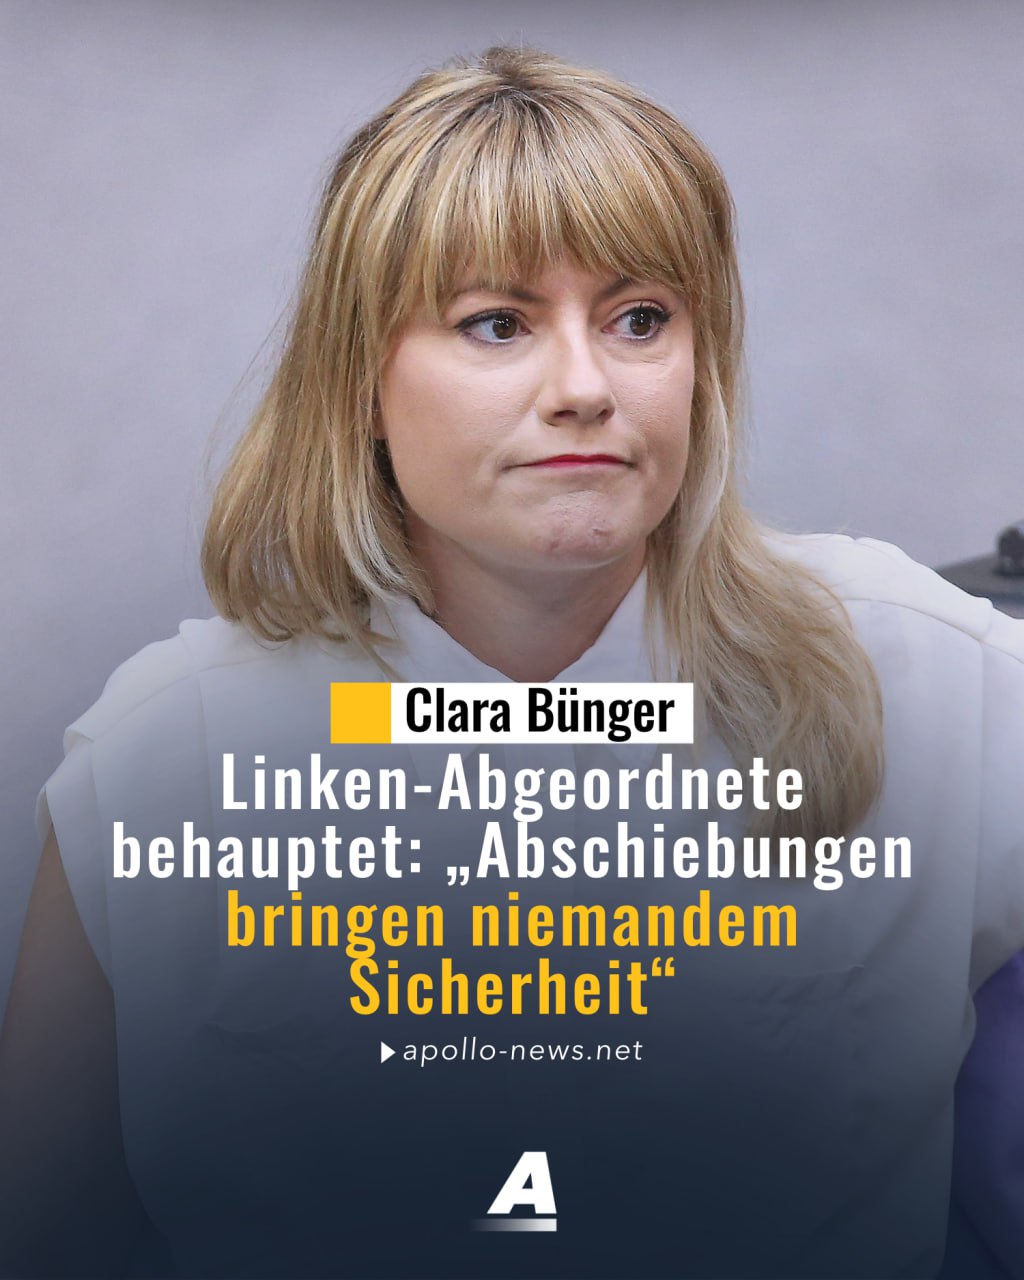 Clara Bünger
Linken-Abgeordnete
behauptet: „Abschiebungen
bringen niemandem
Sicherheit“
apollo-news.net
A